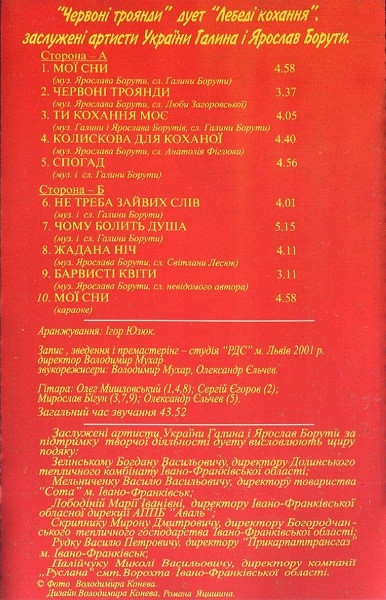 "Червоні троянди" дует "Лебеді кохання",
заслужені артисти України Галина і Ярослав Борути.
Сторона – А
1. МОЇ СНИ 4.58
(муз. Ярослава Борути, сл. Галини Борути)
2. ЧЕРВОНІ ТРОЯНДИ 3.37
(муз. Ярослава Борути, сл. Люби Загоровської)
3. ТИ КОХАННЯ МОЄ 4.05
(муз. Галини і Ярослава Борутів, сл. Галини Борути)
4. КОЛИСКОВА ДЛЯ КОХАНОЇ 4.40
(муз. Ярослава Борути, сл. Анатолія Фіглюка)
5. СПОГАД 4.56
(муз. і сл. Галини Борути)
Сторона – Б
6. НЕ ТРЕБА ЗАЙВИХ СЛІВ 4.01
(муз. і сл. Галини Борути)
7. ЧОМУ БОЛИТЬ ДУША 5.15
(муз. і сл. Галини Борути)
8. ЖАДАНА НІЧ 4.11
(муз. Ярослава Борути, сл. Світлани Лесюк)
9. БАРВИСТІ КВІТИ 3.11
(муз. Ярослава Борути, сл. невідомого автора)
10. МОЇ СНИ 4.58
(караоке)
Аранжування: Ігор Юзюк.
Запис , зведення і премастерінг – студія "РДС" м. Львів 2001 р.
директор Володимир Мухар
звукорежисери: Володимир Мухар, Олександр Єльчев.
Гітара: Олег Мишловський (1,4,8); Сергій Єгоров (2);
Мирослав Бігун (3,7,9); Олександр Єльчев (5).
Загальний час звучання 43.52
Заслужені артисти України Галина і Ярослав Борути за
підтримку творчої діяльності дуету висловлюють щиру
подяку:
Зелінському Богдану Васильовичу, директору Долинського
тепличного комбінату Івано-Франківської області;
Мельниченку Василю Васильовичу, директору товариства
"Сота" м. Івано-Франківськ;
Лободіній Марії Іванівні, директору Івано-Франківської
обласної дирекції АППБ "Аваль";
Скрипнику Мирону Дмитровичу, директору Богородчан-
ського тепличного господарства Івано-Франківської області;
Рудку Василю Петровичу, директору "Прикарпаттрансгаз"
м. Івано-Франківськ;
Палійчуку Миколі Васильовичу, директору компанії
"Руслана" смт.Ворохта Івано-Франківської області.
© Фото Володимира Конева.
Дизайн Володимира Конева, Романа Яцишина.